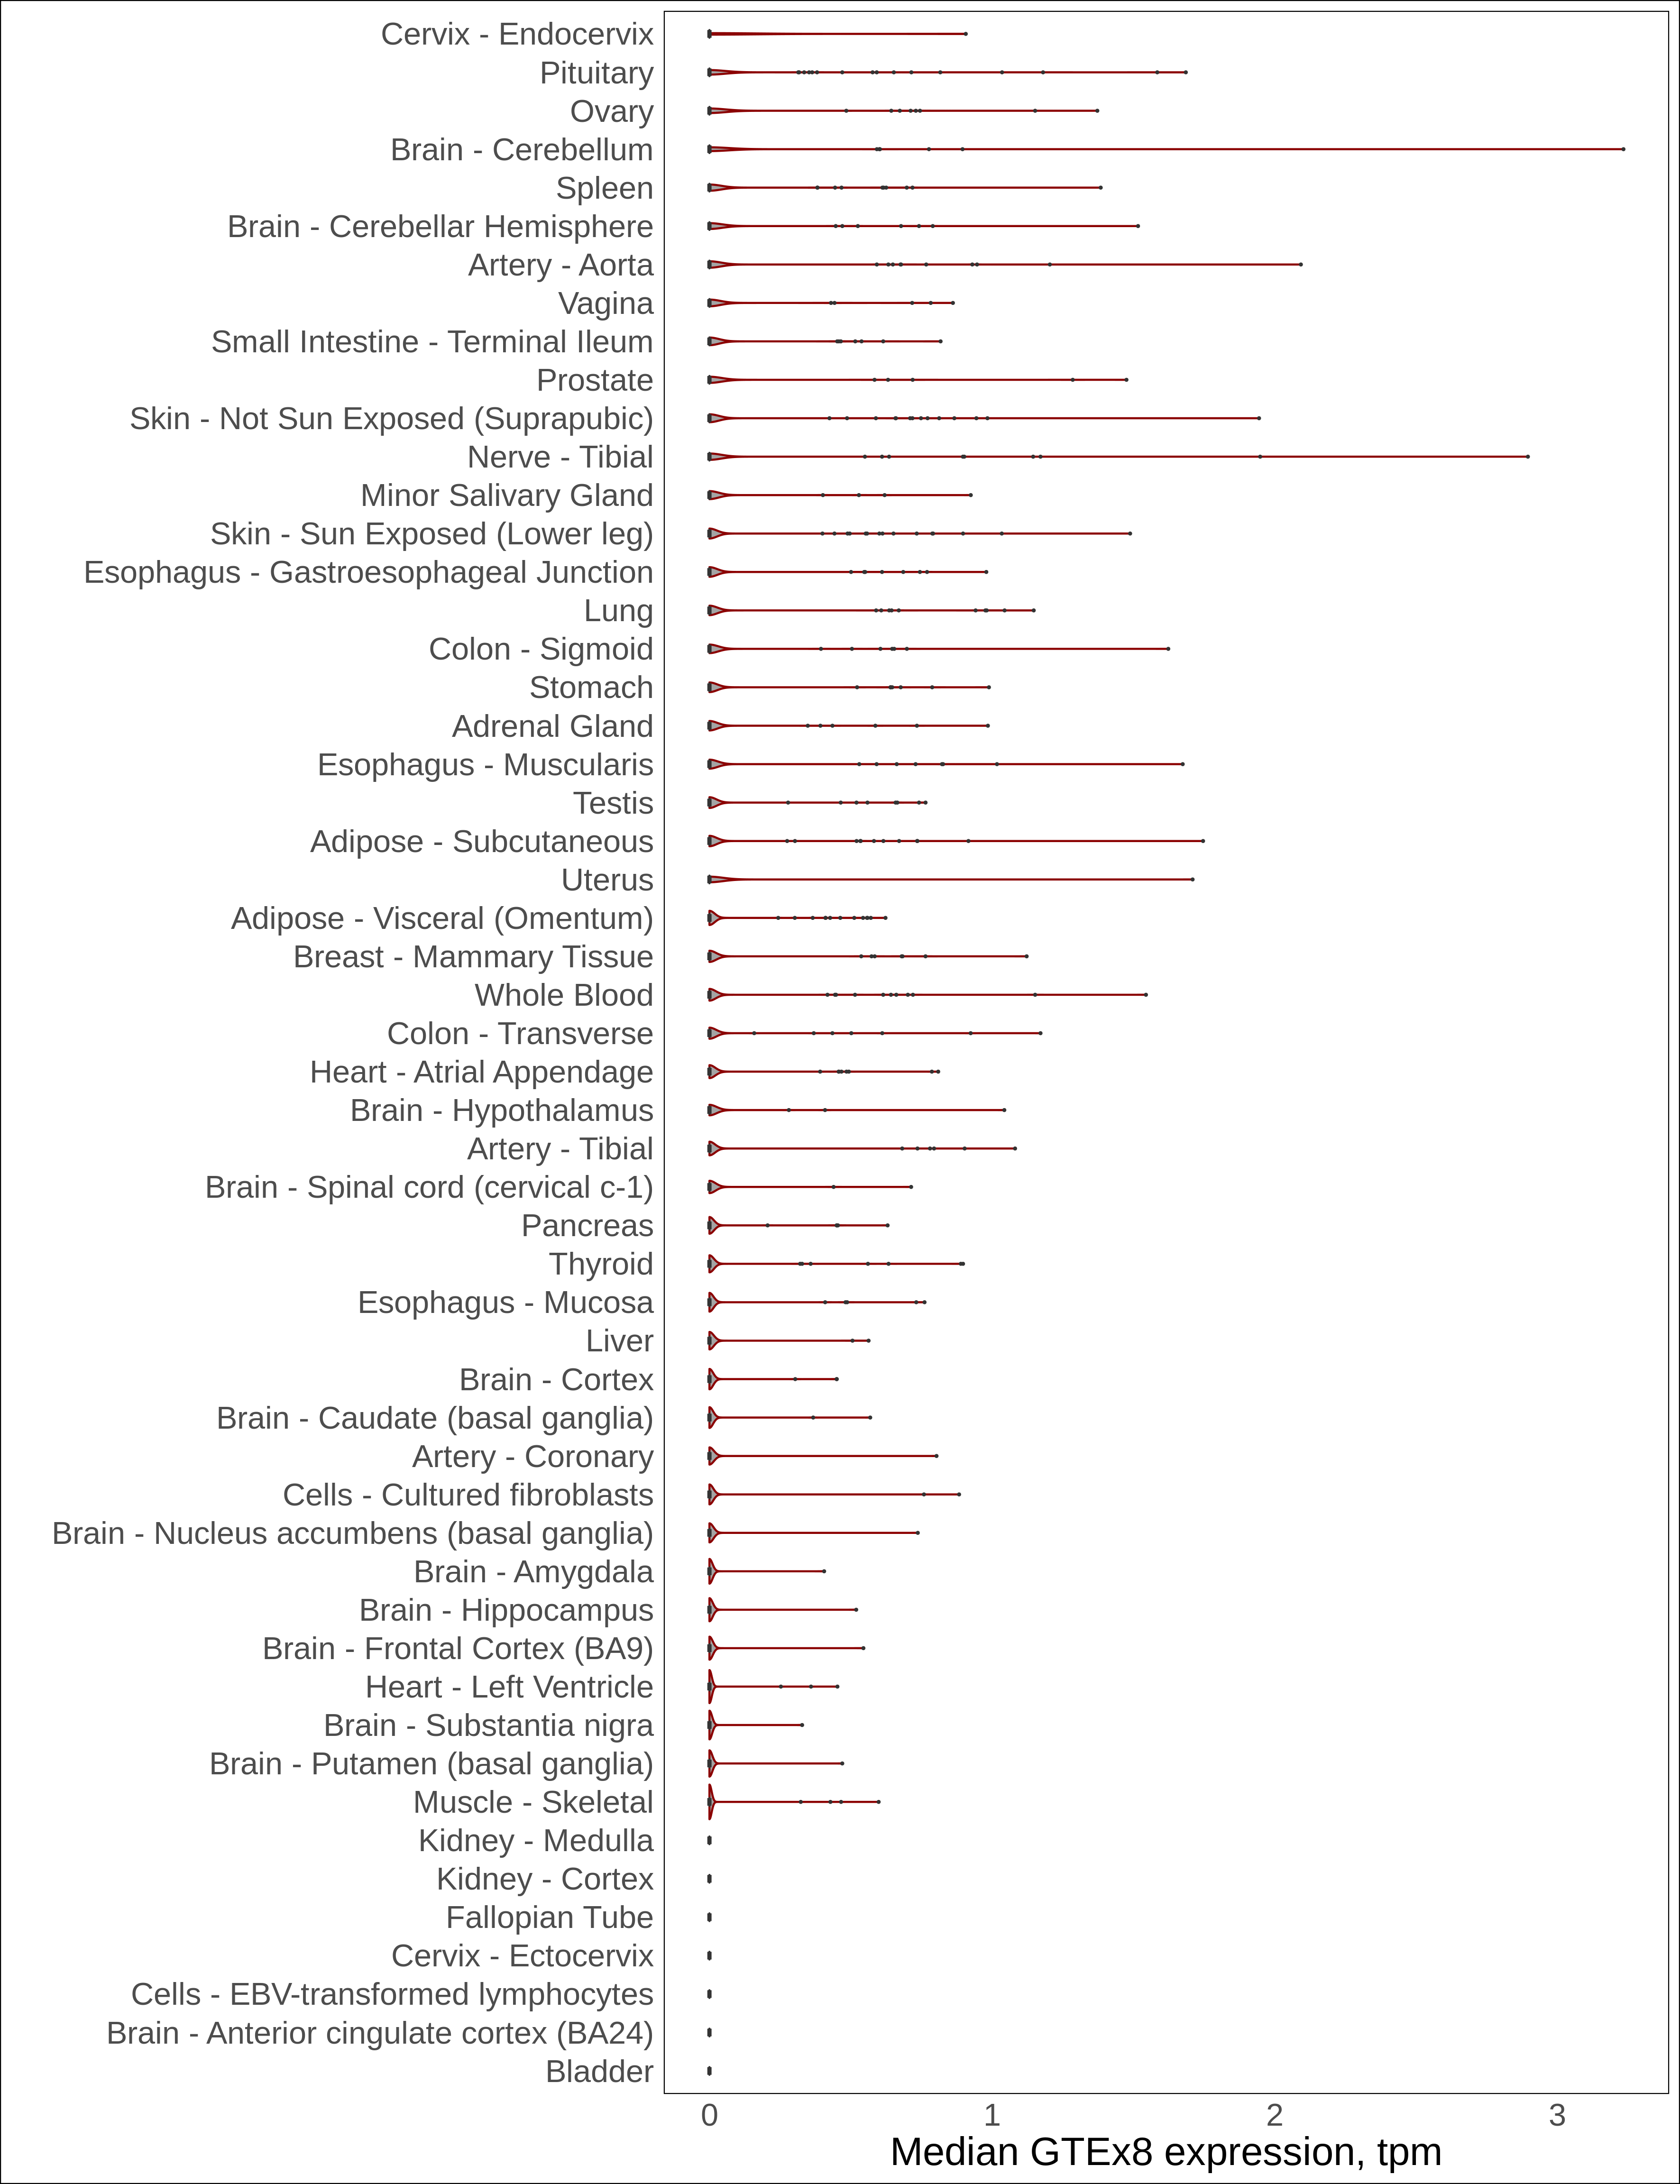 Cervix - Endocervix
Pituitary
Ovary
Brain - Cerebellum
Spleen
Brain - Cerebellar Hemisphere
Artery - Aorta
Vagina
Small Intestine - Terminal Ileum
Prostate
Skin - Not Sun Exposed (Suprapubic)
Nerve - Tibial
Minor Salivary Gland
Skin - Sun Exposed (Lower leg)
Esophagus - Gastroesophageal Junction
Lung
Colon - Sigmoid
Stomach
Adrenal Gland
Esophagus - Muscularis
Testis
Adipose - Subcutaneous
Uterus
Adipose - Visceral (Omentum)
Breast - Mammary Tissue
Whole Blood
Colon - Transverse
Heart - Atrial Appendage
Brain - Hypothalamus
Artery - Tibial
Brain - Spinal cord (cervical c-1)
Pancreas
Thyroid
Esophagus - Mucosa
Liver
Brain - Cortex
Brain - Caudate (basal ganglia)
Artery - Coronary
Cells - Cultured fibroblasts
Brain - Nucleus accumbens (basal ganglia)
Brain - Amygdala
Brain - Hippocampus
Brain - Frontal Cortex (BA9)
Heart - Left Ventricle
Brain - Substantia nigra
Brain - Putamen (basal ganglia)
Muscle - Skeletal
Kidney - Medulla
Kidney - Cortex
Fallopian Tube
Cervix - Ectocervix
Cells - EBV-transformed lymphocytes
Brain - Anterior cingulate cortex (BA24)
Bladder
0 1 2 3
Median GTEx8 expression, tpm